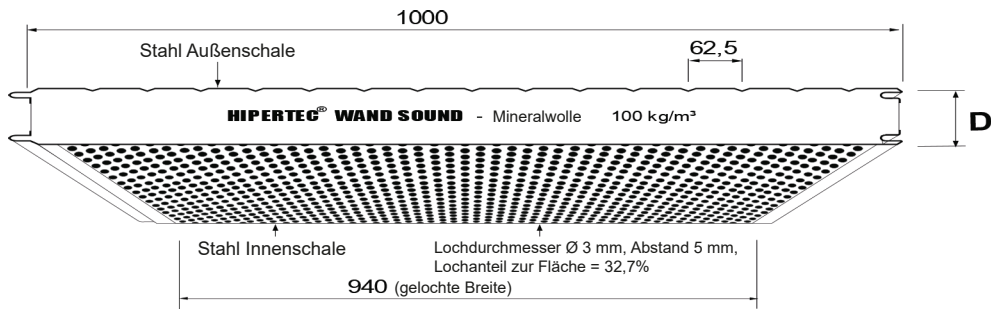 1000
Stahl Außenschale
62,5
HIPERTEC® WAND SOUND - Mineralwolle 100 kg/m³
D
Stahl Innenschale
Lochdurchmesser Ø 3 mm, Abstand 5 mm,
Lochanteil zur Fläche = 32,7%
940 (gelochte Breite)